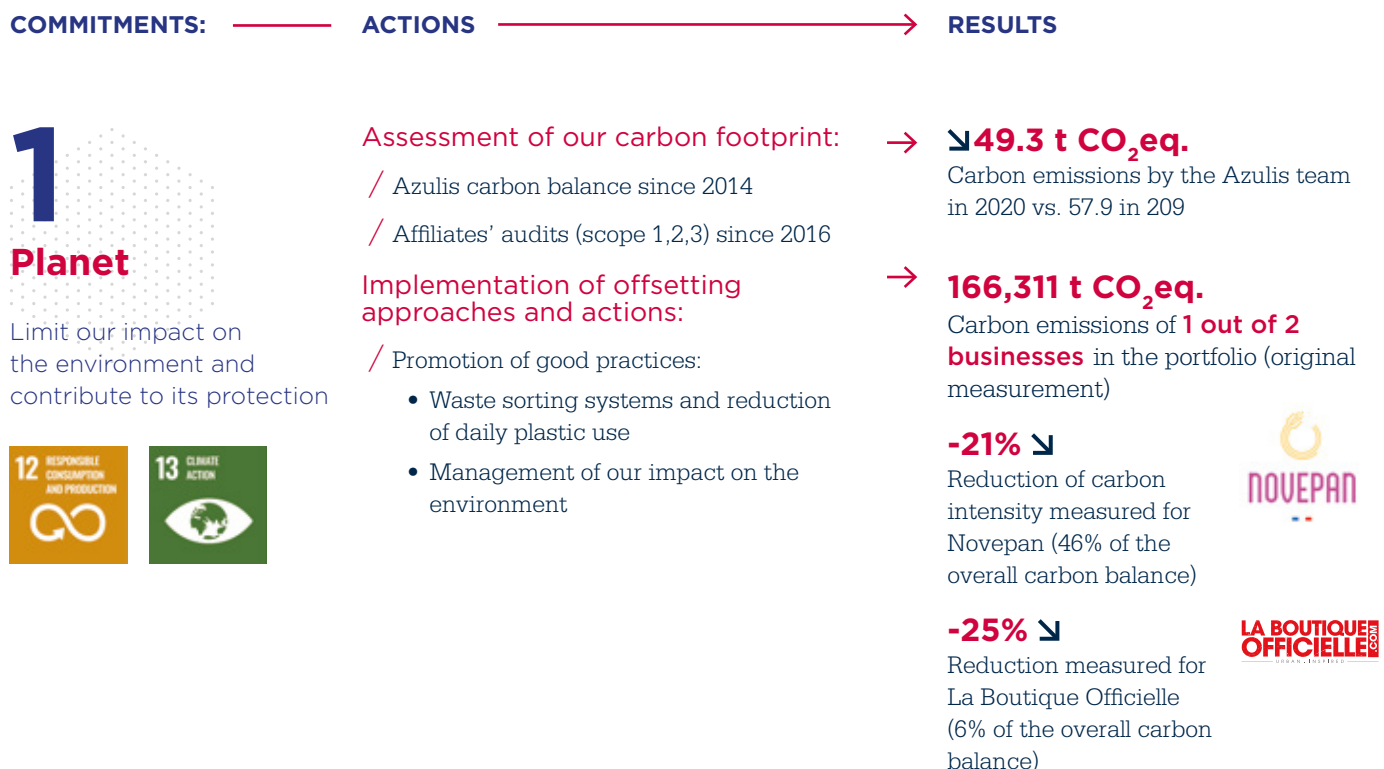 COMMITMENTS:
ACTIONS
RESULTS
1
Planet
Limit our impact on
the environment and
contribute to its protection
12 RESPONSIBLE
CONSUMPTION
AND PRODUCTION
13 CLIMATE
ACTION
Assessment of our carbon footprint:
/ Azulis carbon balance since 2014
/ Affiliates’ audits (scope 1,2,3) since 2016
Implementation of offsetting
approaches and actions:
/ Promotion of good practices:
• Waste sorting systems and reduction
of daily plastic use
• Management of our impact on the
environment
49.3 t CO₂eq.
Carbon emissions by the Azulis team
in 2020 vs. 57.9 in 209
166,311 t CO₂eq.
Carbon emissions of 1 out of 2
businesses in the portfolio (original
measurement)
-21%
Reduction of carbon
intensity measured for
Novepan (46% of the
overall carbon balance)
NOVEPAN
-25%
Reduction measured for
La Boutique Officielle
(6% of the overall carbon
balance)
LA BOUTIQUE
OFFICIELLE.COM
URBAN . INSPIRED